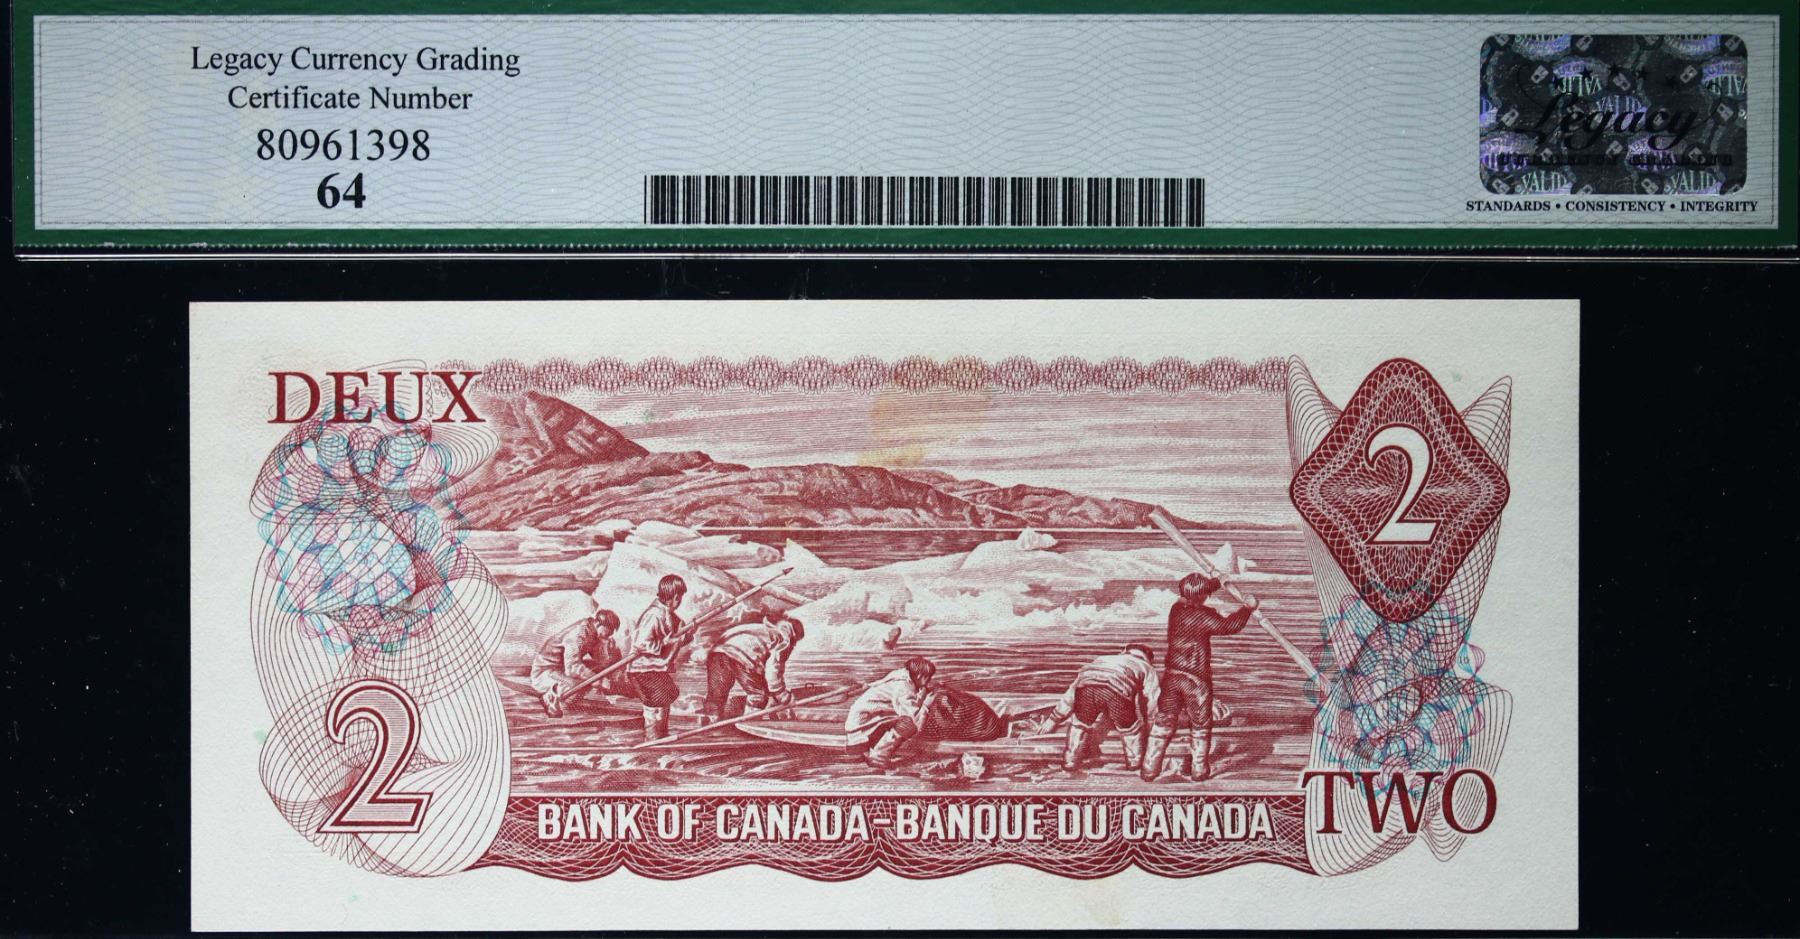 Legacy Currency Grading
Certificate Number
80961398
64
Legacy
STANDARDS • CONSISTENCY • INTEGRITY
DEUX
2
2
BANK OF CANADA-BANQUE DU CANADA
TWO